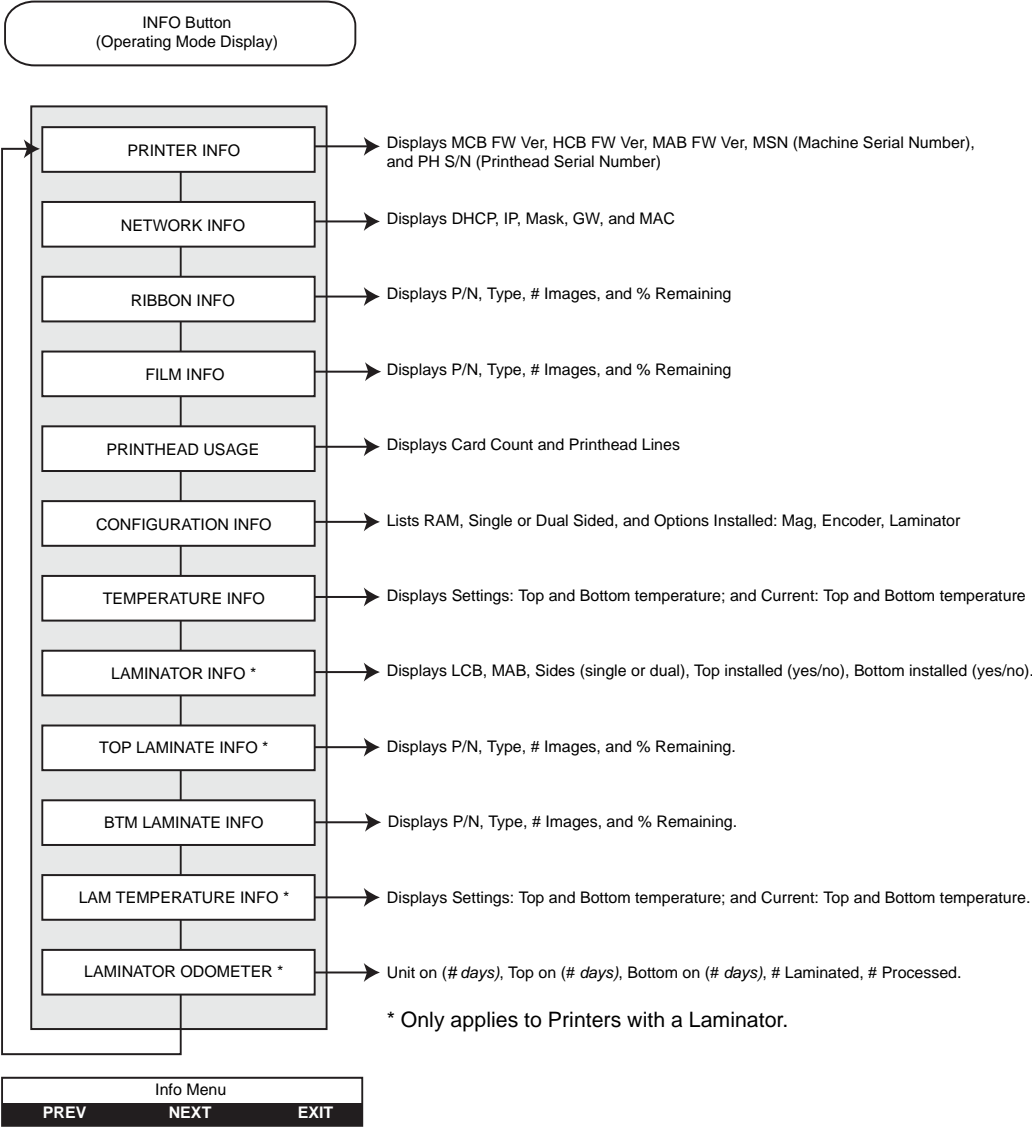 INFO Button
(Operating Mode Display)
PRINTER INFO
Displays MCB FW Ver, HCB FW Ver, MAB FW Ver, MSN (Machine Serial Number),
and PH S/N (Printhead Serial Number)
NETWORK INFO
Displays DHCP, IP, Mask, GW, and MAC
RIBBON INFO
Displays P/N, Type, # Images, and % Remaining
FILM INFO
Displays P/N, Type, # Images, and % Remaining
PRINTHEAD USAGE
Displays Card Count and Printhead Lines
CONFIGURATION INFO
Lists RAM, Single or Dual Sided, and Options Installed: Mag, Encoder, Laminator
TEMPERATURE INFO
Displays Settings: Top and Bottom temperature; and Current: Top and Bottom temperature
LAMINATOR INFO *
Displays LCB, MAB, Sides (single or dual), Top installed (yes/no), Bottom installed (yes/no).
TOP LAMINATE INFO *
Displays P/N, Type, # Images, and % Remaining.
BTM LAMINATE INFO
Displays P/N, Type, # Images, and % Remaining.
LAM TEMPERATURE INFO *
Displays Settings: Top and Bottom temperature; and Current: Top and Bottom temperature.
LAMINATOR ODOMETER *
Unit on (# days), Top on (# days), Bottom on (# days), # Laminated, # Processed.
* Only applies to Printers with a Laminator.
Info Menu
PREV NEXT EXIT